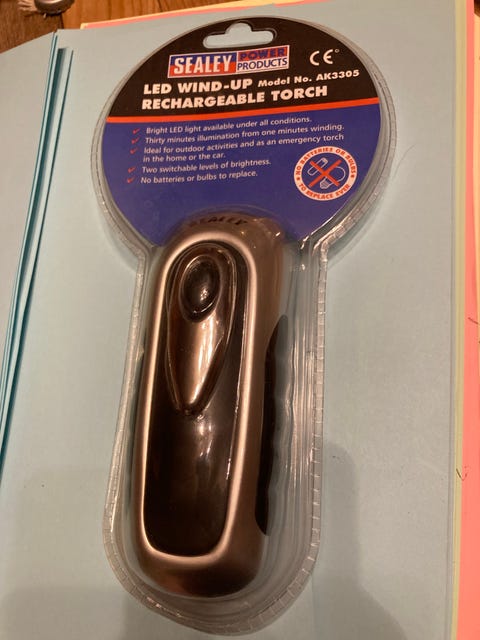 SEALEY POWER PRODUCTS
CE
LED WIND-UP Model No. AK3305
RECHARGEABLE TORCH
Bright LED light available under all conditions.
Thirty minutes illumination from one minutes winding.
Ideal for outdoor activities and as an emergency torch
in the home or the car.
Two switchable levels of brightness.
No batteries or bulbs to replace.
NO BATTERIES OR BULBS
TO REPLACE EVER
SEALEY